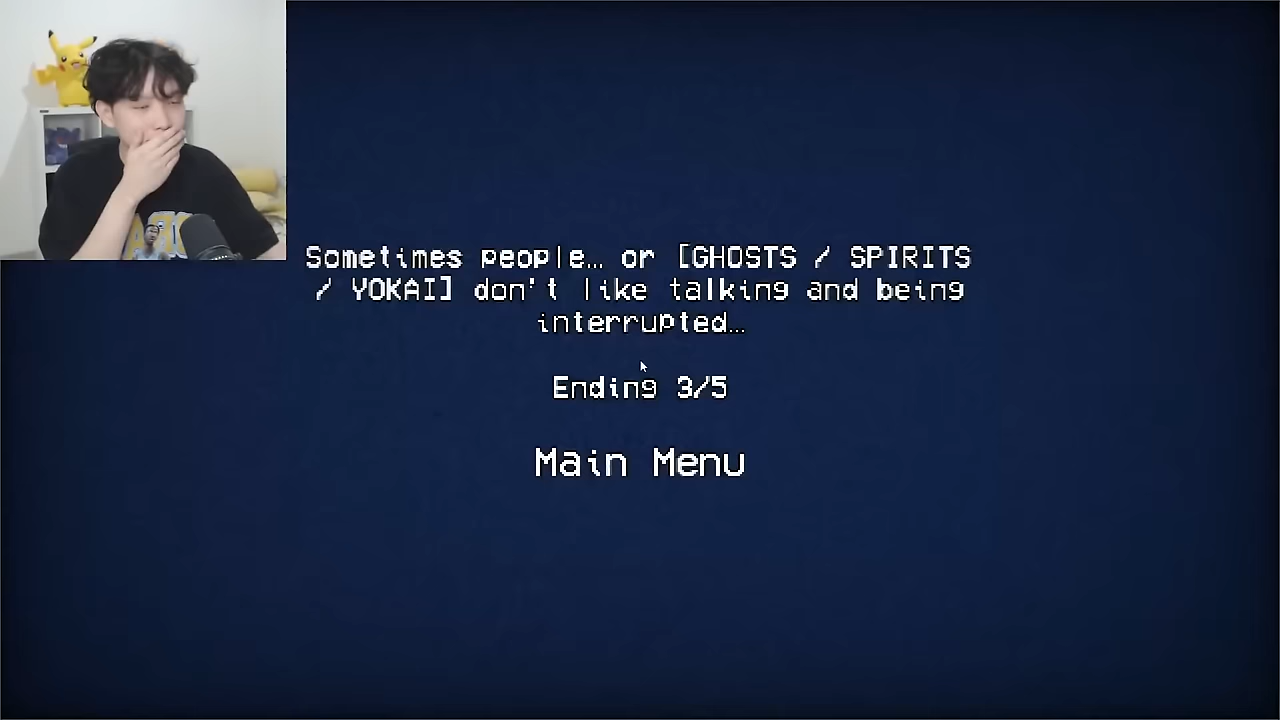 Sometimes people… or [GHOSTS / SPIRITS
/ YOKAI] don't like talking and being
interrupted…
Ending 3/5
Main Menu